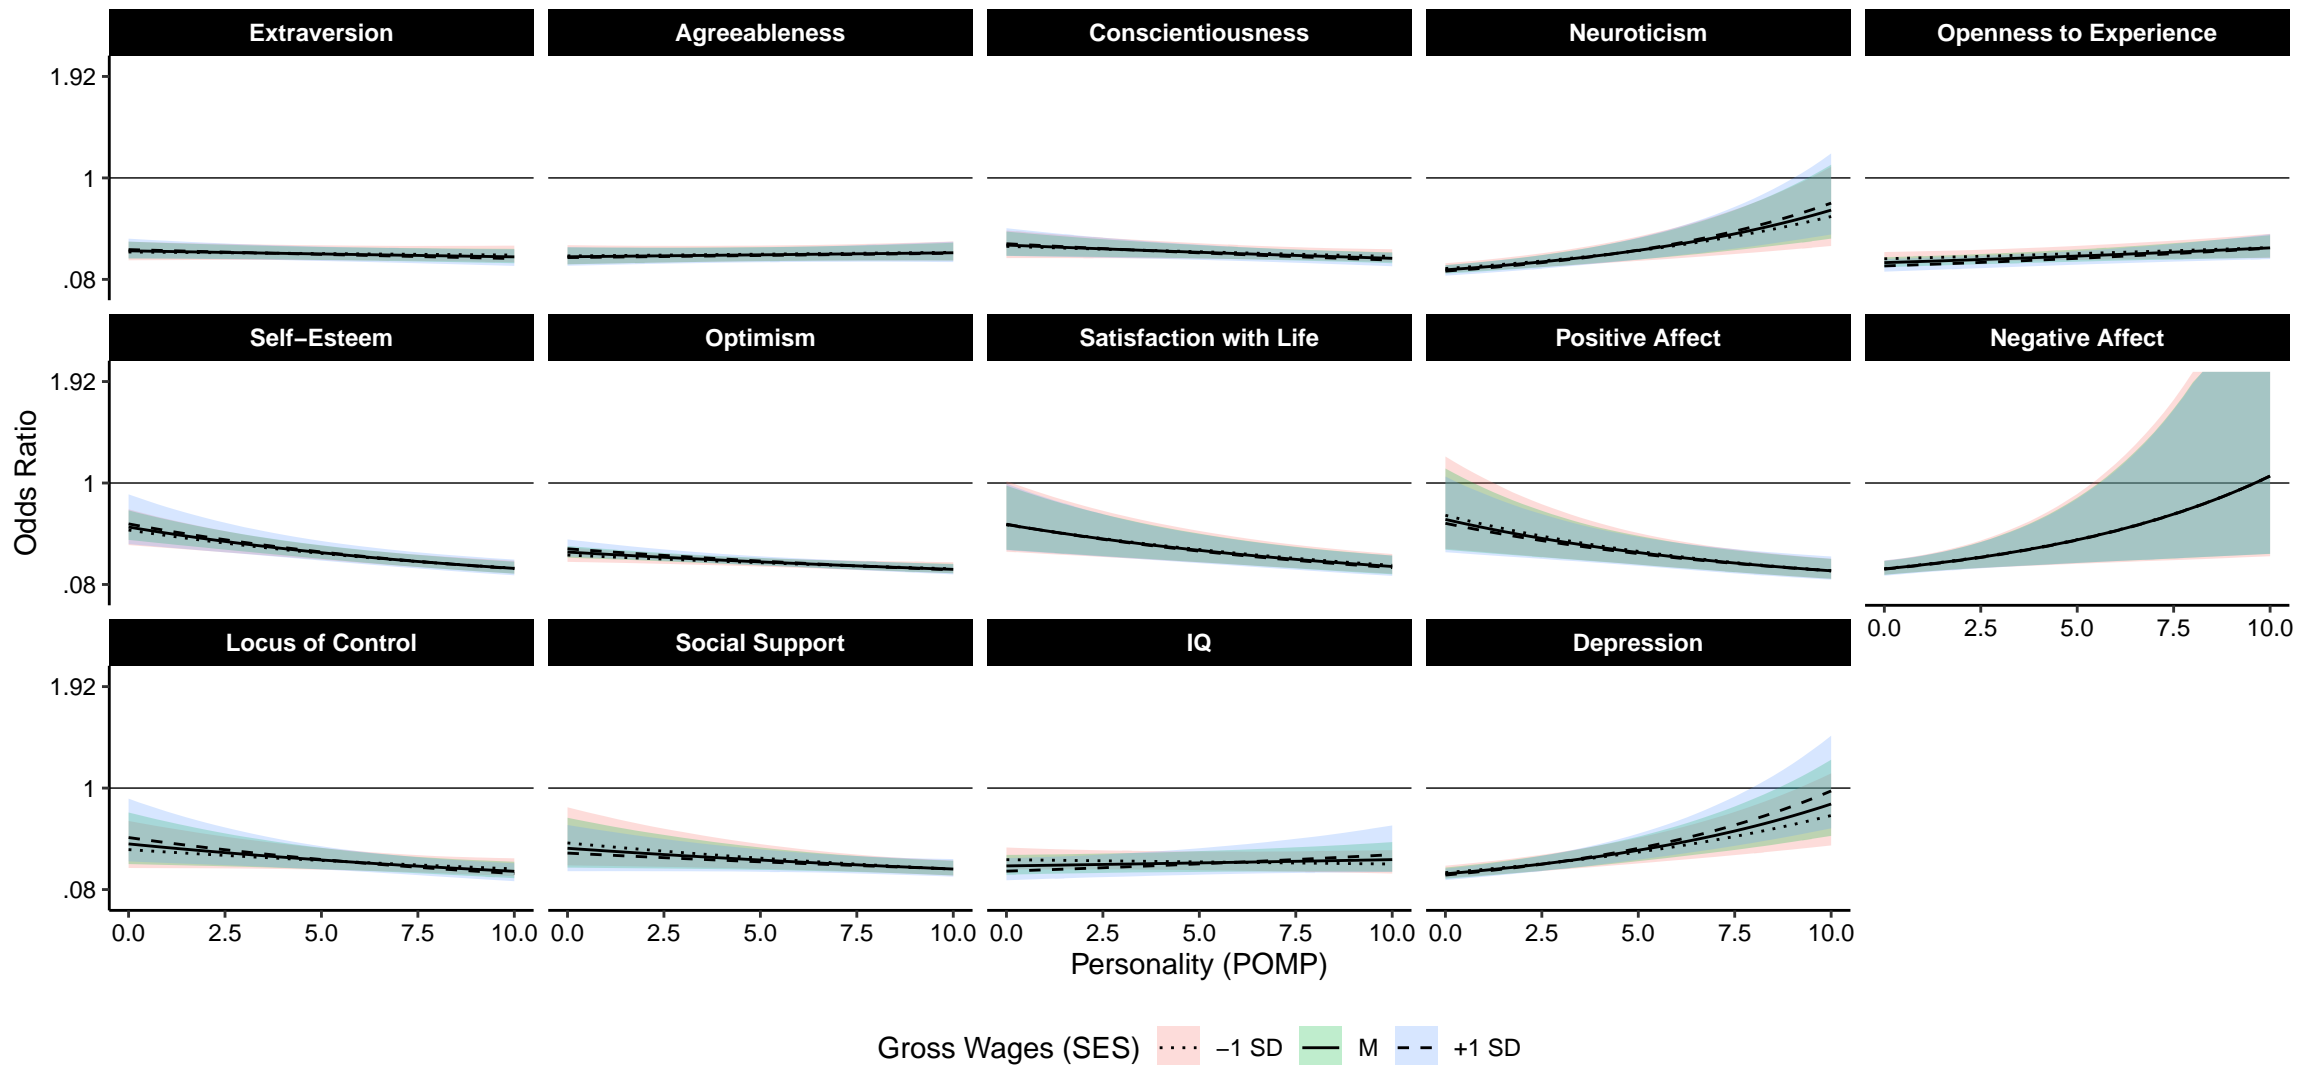 Extraversion Agreeableness Conscientiousness Neuroticism Openness to Experience
1.92
1
.08
Self−Esteem Optimism Satisfaction with Life Positive Affect Negative Affect
1.92
1
.08
0.0 2.5 5.0 7.5 10.0
Locus of Control Social Support IQ Depression
1.92
1
.08
0.0 2.5 5.0 7.5 10.0 0.0 2.5 5.0 7.5 10.0 0.0 2.5 5.0 7.5 10.0 0.0 2.5 5.0 7.5 10.0
Odds Ratio
Personality (POMP)
Gross Wages (SES) −1 SD M +1 SD